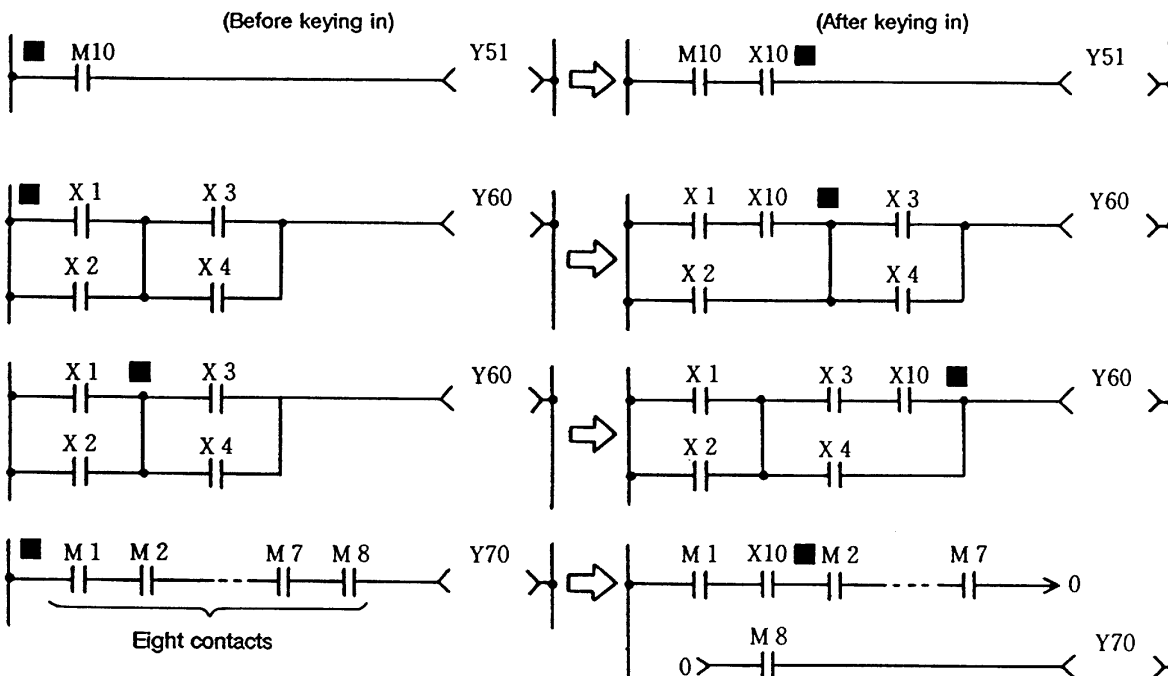 (Before keying in) (After keying in)
M10 Y51 M10 X10 Y51
X 1 X 3 Y60 X 1 X10 X 3 Y60
X 2 X 4 X 2 X 4
X 1 X 3 Y60 X 1 X 3 X10 Y60
X 2 X 4 X 2 X 4
M 1 M 2 M 7 M 8 Y70 M 1 X10 M 2 M 7 0
Eight contacts
0 M 8 Y70